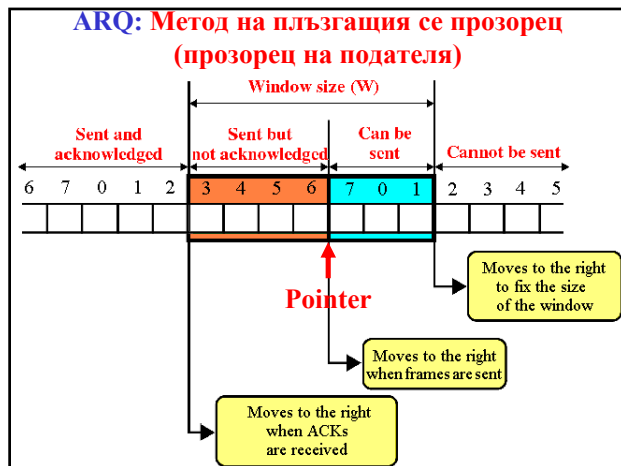 ARQ: Метод на плъзгащия се прозорец
(прозорец на подателя)
Window size (W)
Sent and
acknowledged
Sent but
not acknowledged
Can be
sent
Cannot be sent
6 7 0 1 2 3 4 5 6 7 0 1 2 3 4 5
Pointer
Moves to the right
to fix the size
of the window
Moves to the right
when frames are sent
Moves to the right
when ACKs
are received